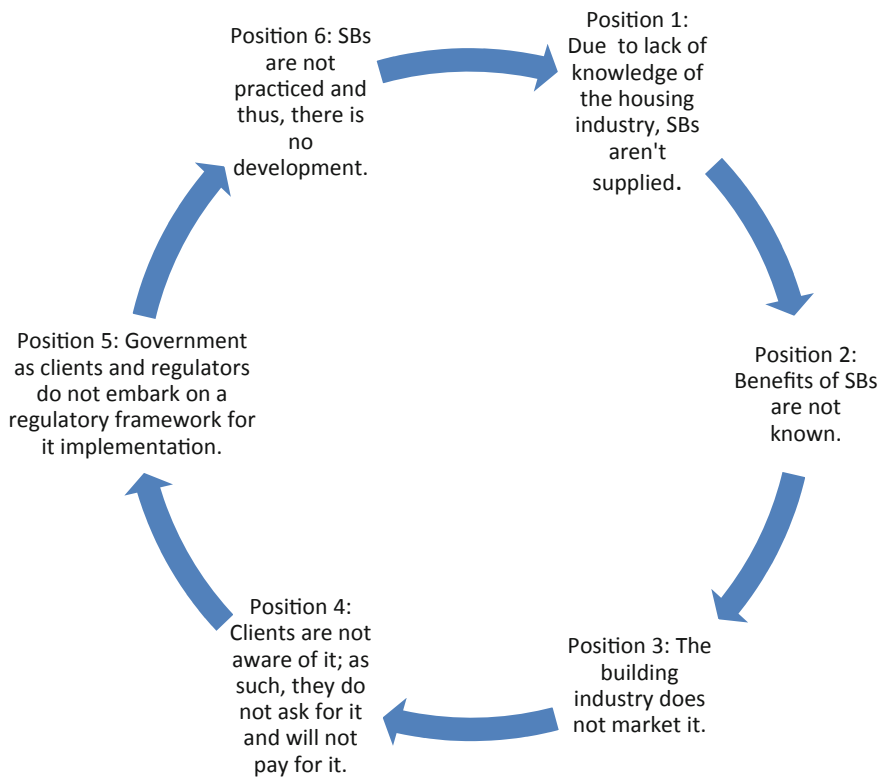 Position 1:
Due to lack of
knowledge of
the housing
industry, SBs
aren't
supplied.
Position 2:
Benefits of SBs
are not
known.
Position 3: The
building
industry does
not market it.
Position 4:
Clients are not
aware of it; as
such, they do
not ask for it
and will not
pay for it.
Position 5: Government
as clients and regulators
do not embark on a
regulatory framework for
it implementation.
Position 6: SBs
are not
practiced and
thus, there is
no
development.